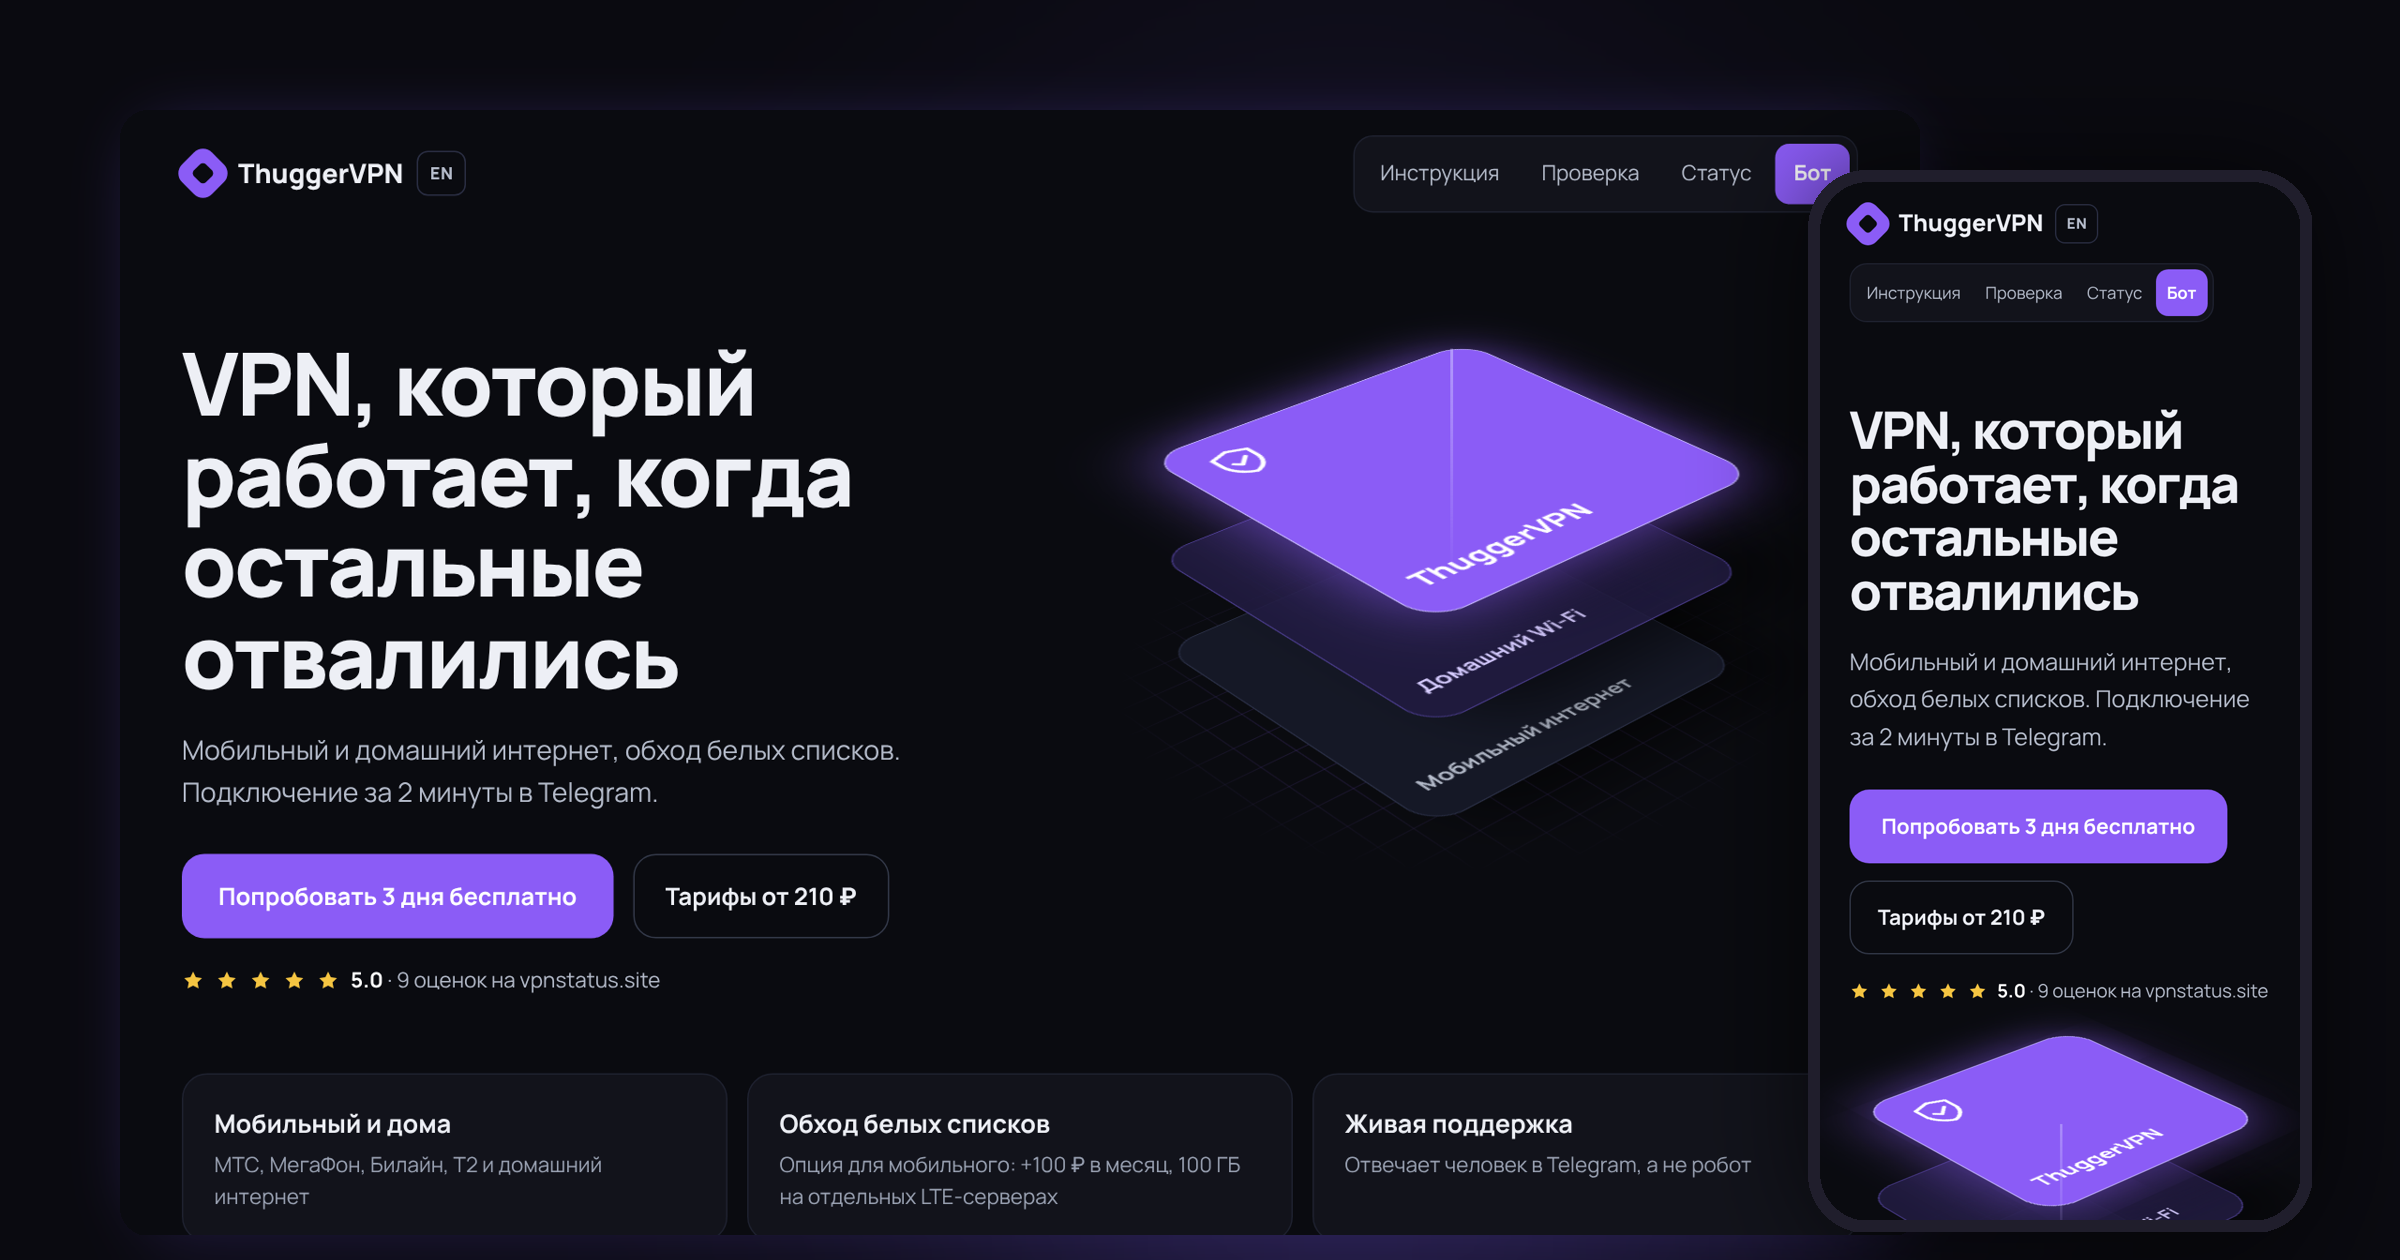 ThuggerVPN EN
Инструкция Проверка Статус Бот
VPN, который
работает, когда
остальные
отвалились
Мобильный и домашний интернет, обход белых списков.
Подключение за 2 минуты в Telegram.
Попробовать 3 дня бесплатно
Тарифы от 210 ₽
5.0 · 9 оценок на vpnstatus.site
ThuggerVPN
Домашний Wi-Fi
Мобильный интернет
Мобильный и дома
МТС, МегаФон, Билайн, Т2 и домашний
интернет
Обход белых списков
Опция для мобильного: +100 ₽ в месяц, 100 ГБ
на отдельных LTE-серверах
Живая поддержка
Отвечает человек в Telegram, а не робот
ThuggerVPN EN
Инструкция Проверка Статус Бот
VPN, который
работает, когда
остальные
отвалились
Мобильный и домашний интернет,
обход белых списков. Подключение
за 2 минуты в Telegram.
Попробовать 3 дня бесплатно
Тарифы от 210 ₽
5.0 · 9 оценок на vpnstatus.site
ThuggerVPN